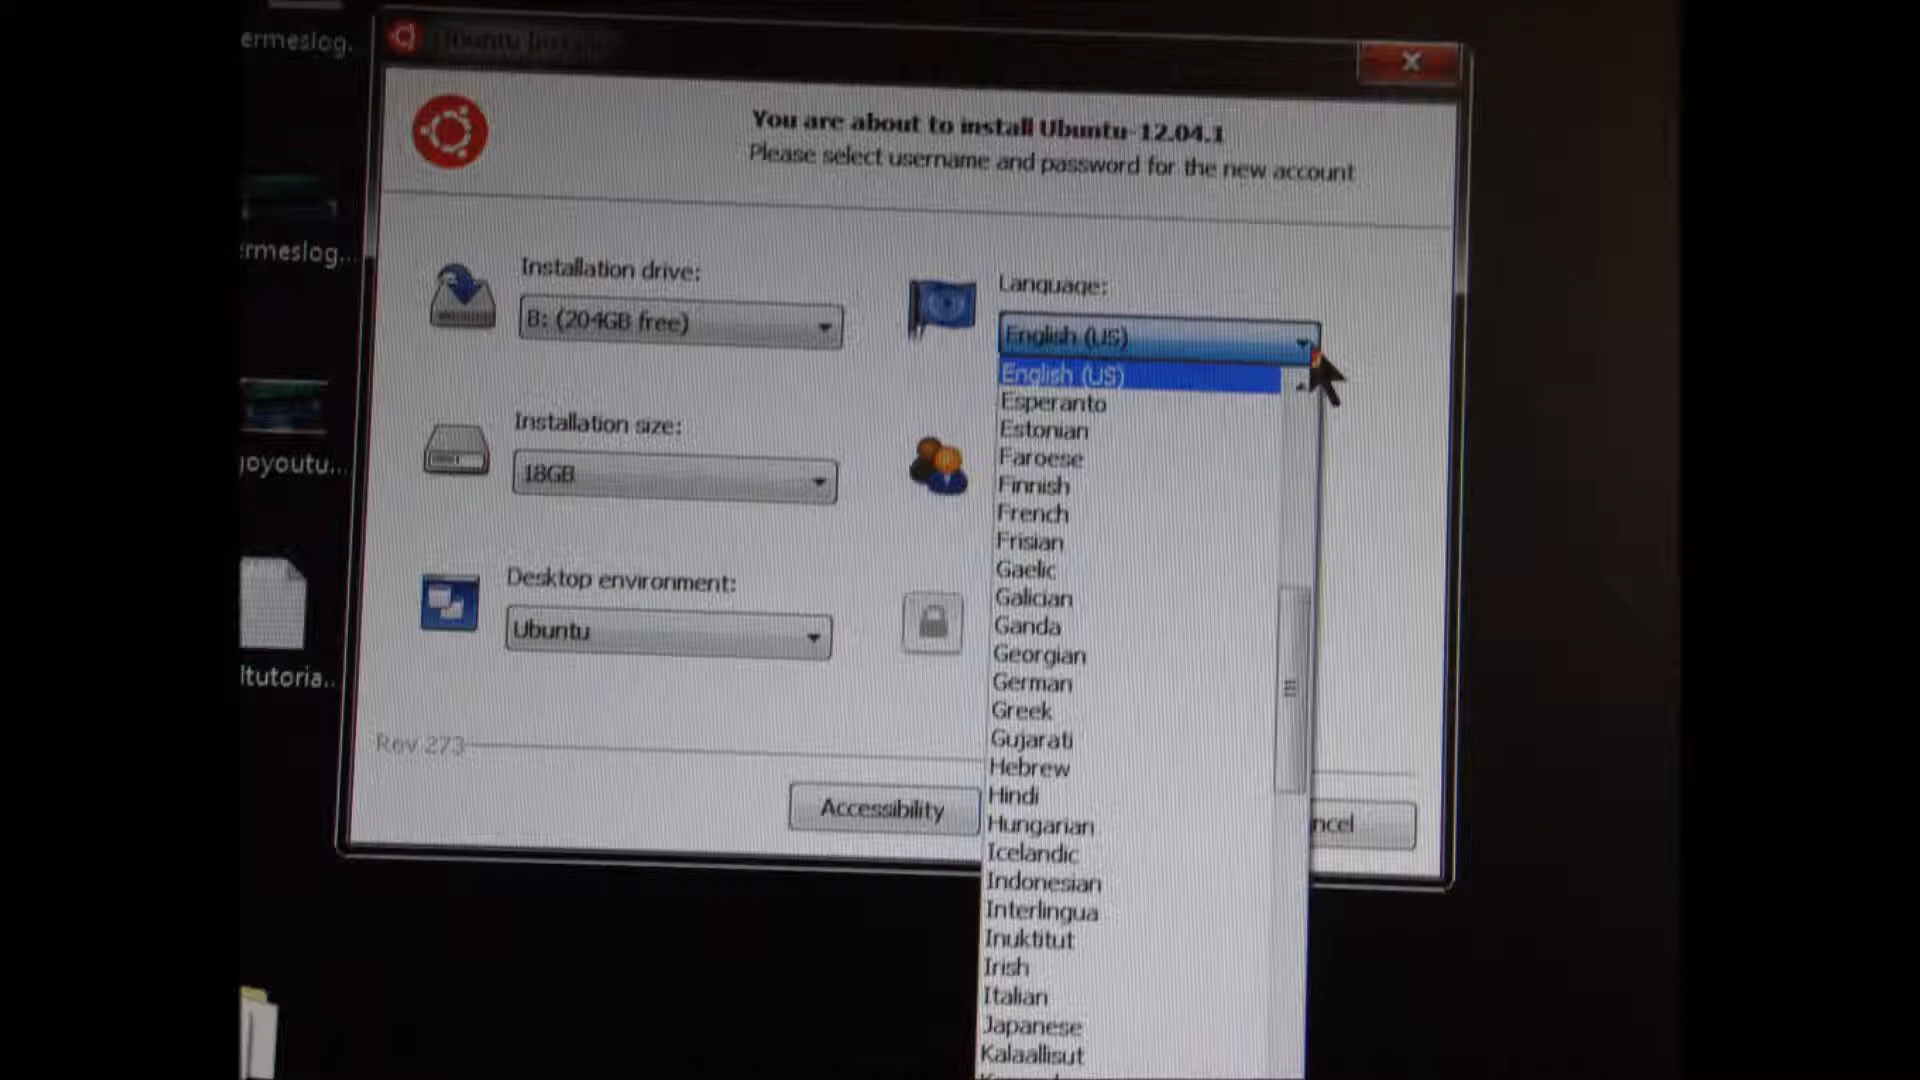 ermeslog.
Ubuntu Install
You are about to install Ubuntu-12.04.1
Please select username and password for the new account
ermeslog...
Installation drive:
B: (204GB free)
Language:
English (US)
English (US)
Esperanto
Estonian
Faroese
Finnish
French
Frisian
Gaelic
Galician
Ganda
Georgian
German
Greek
Gujarati
Hebrew
Hindi
Hungarian
Icelandic
Indonesian
Interlingua
Inuktitut
Irish
Italian
Japanese
Kalaallisut
Installation size:
18GB
joyoutu...
Desktop environment:
Ubuntu
ltutoria..
Rev 273
Accessibility
ncel